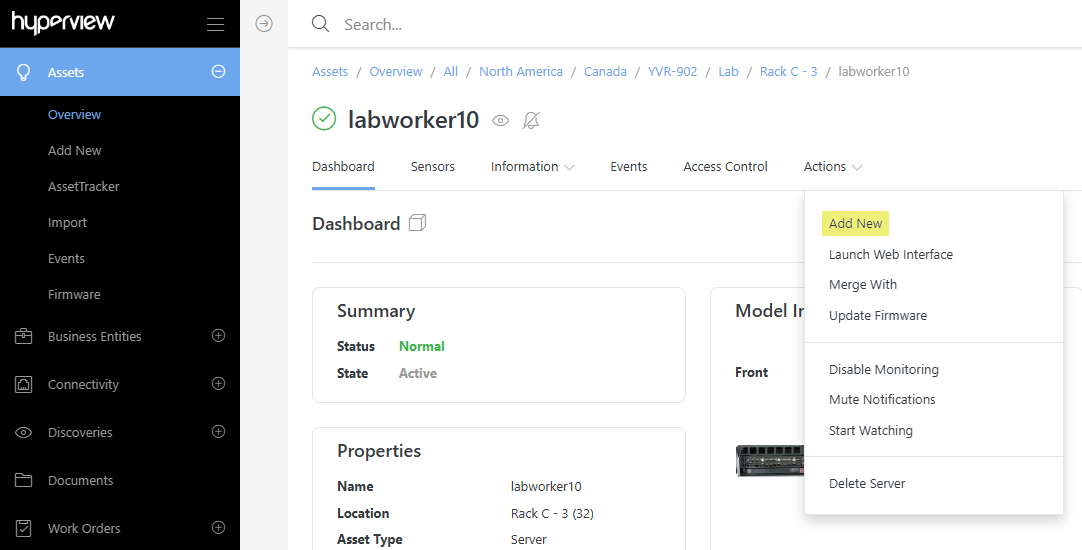 hyperview
Search...
Assets
Overview
Add New
AssetTracker
Import
Events
Firmware
Business Entities
Connectivity
Discoveries
Documents
Work Orders
Assets / Overview / All / North America / Canada / YVR-902 / Lab / Rack C - 3 / labworker10
labworker10
Dashboard Sensors Information Events Access Control Actions
Add New
Launch Web Interface
Merge With
Update Firmware
Disable Monitoring
Mute Notifications
Start Watching
Delete Server
Dashboard
Summary
Status Normal
State Active
Model
Front
Properties
Name labworker10
Location Rack C - 3 (32)
Asset Type Server